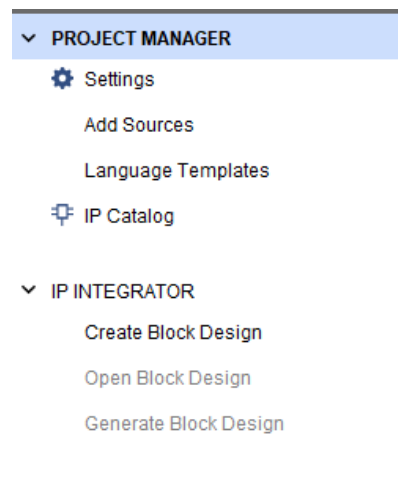 PROJECT MANAGER
Settings
Add Sources
Language Templates
IP Catalog
IP INTEGRATOR
Create Block Design
Open Block Design
Generate Block Design